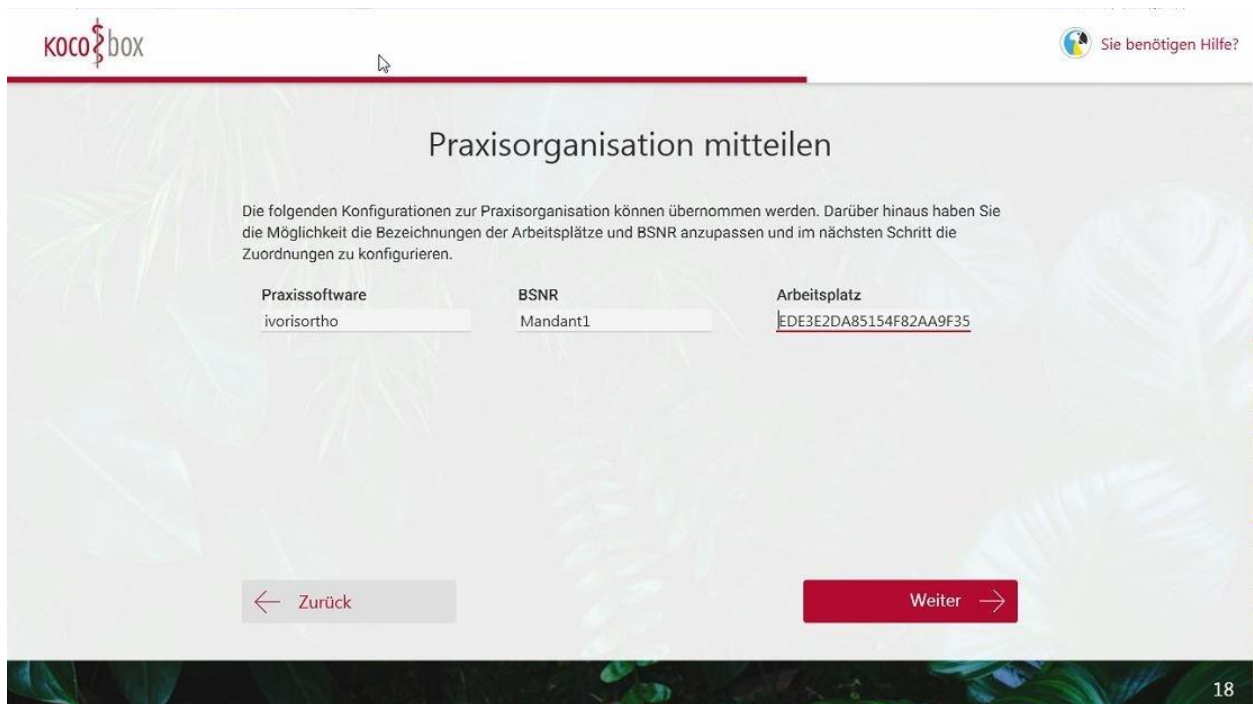 KOCO box
Sie benötigen Hilfe?
Praxisorganisation mitteilen
Die folgenden Konfigurationen zur Praxisorganisation können übernommen werden. Darüber hinaus haben Sie
die Möglichkeit die Bezeichnungen der Arbeitsplätze und BSNR anzupassen und im nächsten Schritt die
Zuordnungen zu konfigurieren.
Praxissoftware BSNR Arbeitsplatz
ivorisortho Mandant1 EDE3E2DA85154F82AA9F35
Zurück Weiter
18